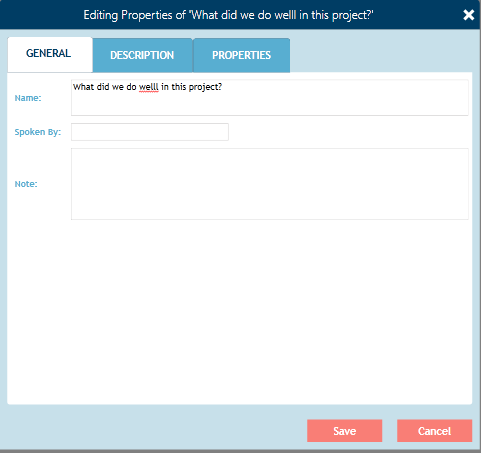 Editing Properties of 'What did we do welll in this project?'
GENERAL
DESCRIPTION
PROPERTIES
Name:
What did we do welll in this project?
Spoken By:
Note:
Save
Cancel